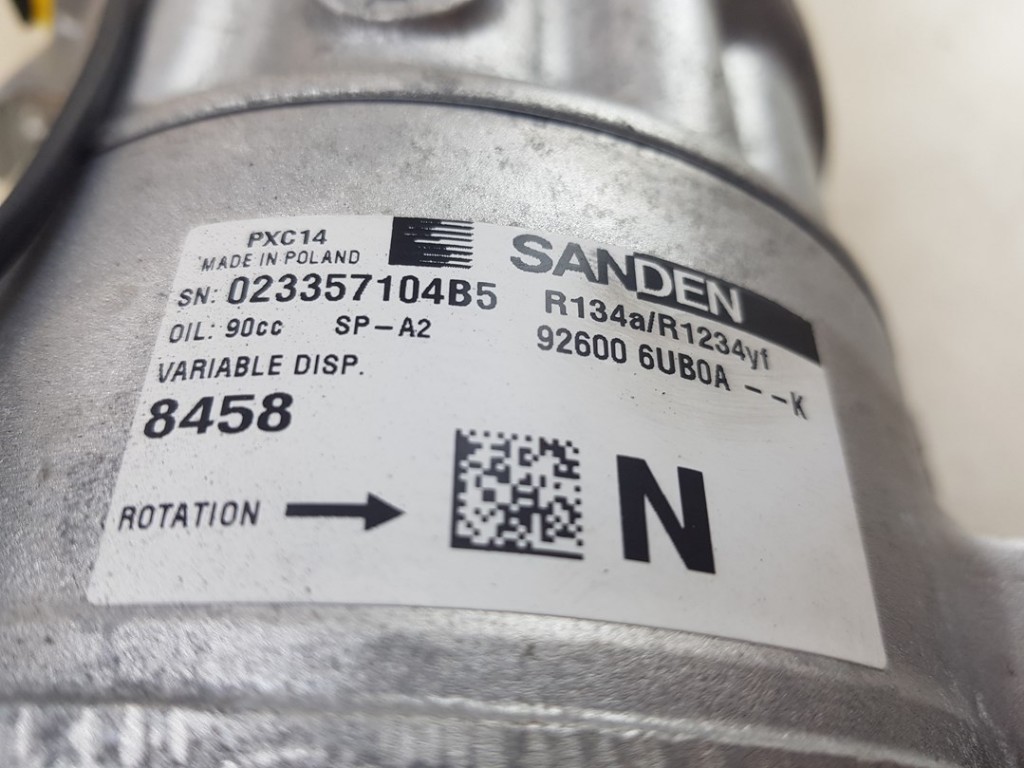 PXC14
MADE IN POLAND
SANDEN
SN: 023357104B5
R134a/R1234yf
OIL: 90cc SP-A2
92600 6UB0A --K
VARIABLE DISP.
8458
ROTATION
N